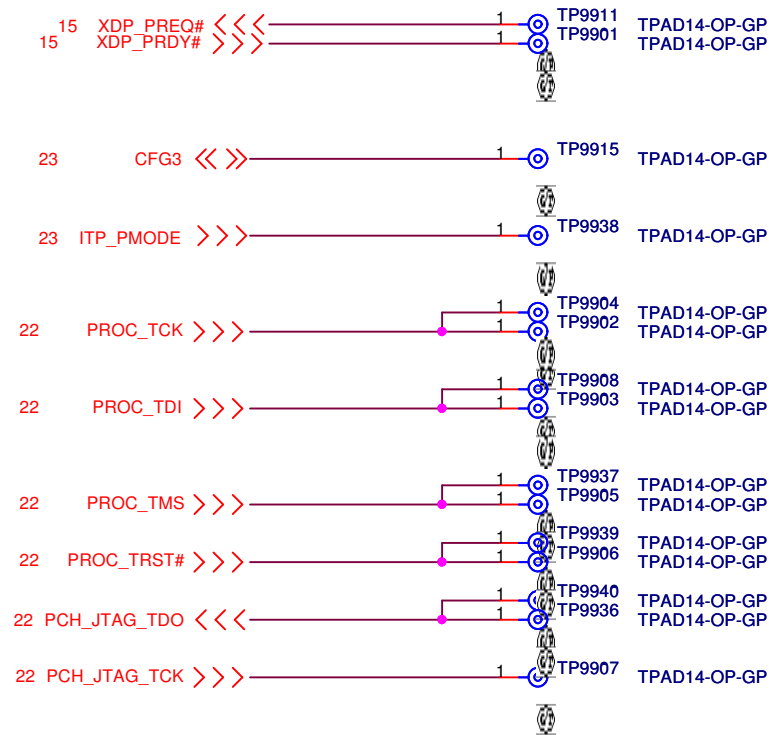 1 TP9911
15 XDP_PREQ# TPAD14-OP-GP
1 TP9901
15 XDP_PRDY# TPAD14-OP-GP
1 TP9915
23 CFG3 TPAD14-OP-GP
1 TP9938
23 ITP_PMODE TPAD14-OP-GP
1 TP9904
TPAD14-OP-GP
1 TP9902
22 PROC_TCK TPAD14-OP-GP
1 TP9908
TPAD14-OP-GP
1 TP9903
22 PROC_TDI TPAD14-OP-GP
1 TP9937
TPAD14-OP-GP
1 TP9905
22 PROC_TMS TPAD14-OP-GP
1 TP9939
TPAD14-OP-GP
1 TP9906
22 PROC_TRST# TPAD14-OP-GP
1 TP9940
TPAD14-OP-GP
1 TP9936
22 PCH_JTAG_TDO TPAD14-OP-GP
1 TP9907
22 PCH_JTAG_TCK TPAD14-OP-GP